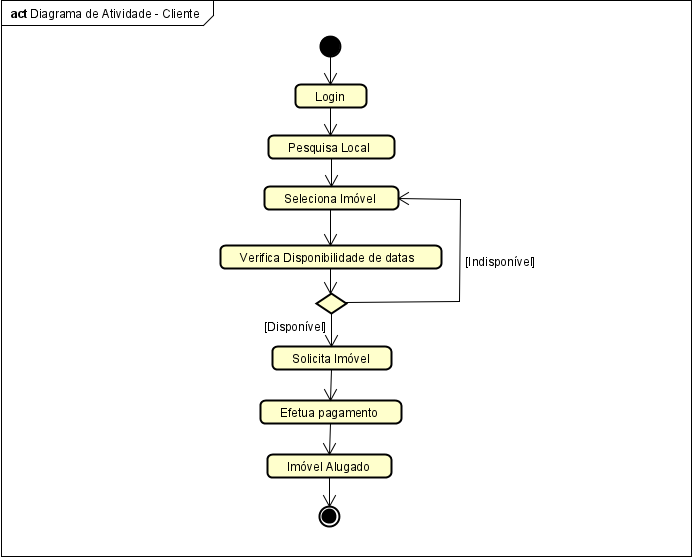 act Diagrama de Atividade - Cliente
Login
Pesquisa Local
Seleciona Imóvel
Verifica Disponibilidade de datas
[Indisponível]
[Disponível]
Solicita Imóvel
Efetua pagamento
Imóvel Alugado